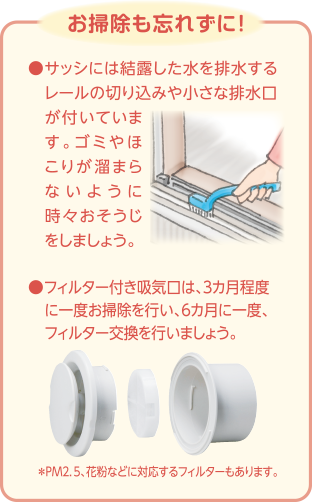 お掃除も忘れずに!
●サッシには結露した水を排水する
レールの切り込みや小さな排水口
が付いていま
す。ゴミやほ
こりが溜まら
ないように
時々おそうじ
をしましょう。
●フィルター付き吸気口は、3カ月程度
に一度お掃除を行い、6カ月に一度、
フィルター交換を行いましょう。
＊PM2.5、花粉などに対応するフィルターもあります。